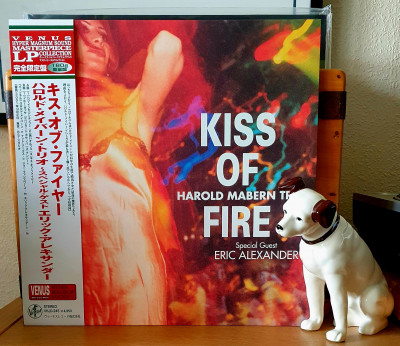 VENUS
HYPER MAGNUM SOUND
MASTERPIECE
LP COLLECTION
完全限定盤
180g
キス・オブ・ファイヤー
ハロルド・メイバーン・トリオ~スペシャル・ゲスト エリック・アレキサンダー
VENUS
STEREO
KISS
OF
HAROLD MABERN TR
FIRE
Special Guest
ERIC ALEXANDER